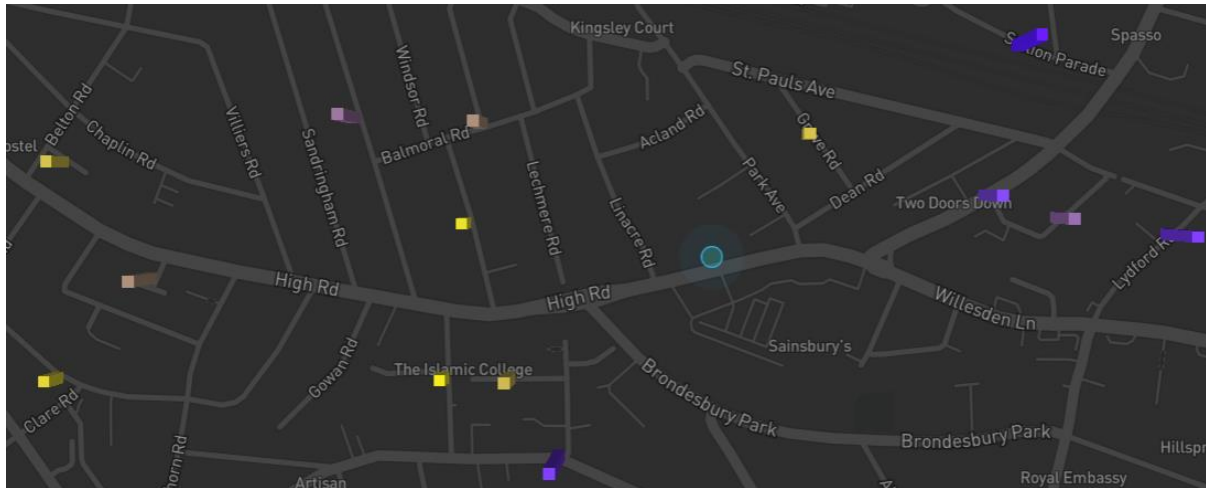 Kingsley Court
Spasso
Station Parade
St. Pauls Ave
Windsor Rd
Belton Rd
Villiers Rd
Sandringham Rd
Balmoral Rd
Acland Rd
Chaplin Rd
ostel
Lechmere Rd
Linacre Rd
Park Ave
Dean Rd
Two Doors Down
Lydford Rd
High Rd
High Rd
Willesden Ln
Sainsbury's
Gowan Rd
The Islamic College
Clare Rd
Brondesbury Park
Brondesbury Park
Hillspr
horn Rd
Artisan
Royal Embassy